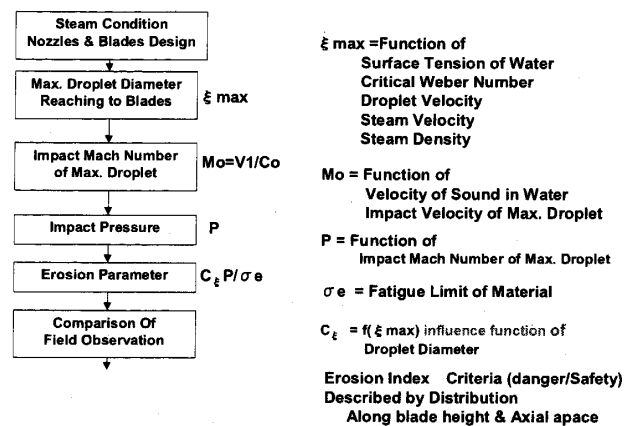 Steam Condition
Nozzles & Blades Design
Max. Droplet Diameter
Reaching to Blades
ξ max
Impact Mach Number
of Max. Droplet
Mo=V1/Co
Impact Pressure
P
Erosion Parameter
Cξ P/σe
Comparison Of
Field Observation
ξ max =Function of
Surface Tension of Water
Critical Weber Number
Droplet Velocity
Steam Velocity
Steam Density
Mo = Function of
Velocity of Sound in Water
Impact Velocity of Max. Droplet
P = Function of
Impact Mach Number of Max. Droplet
σe = Fatigue Limit of Material
Cξ = f(ξ max) influence function of
Droplet Diameter
Erosion Index Criteria (danger/Safety)
Described by Distribution
Along blade height & Axial apace